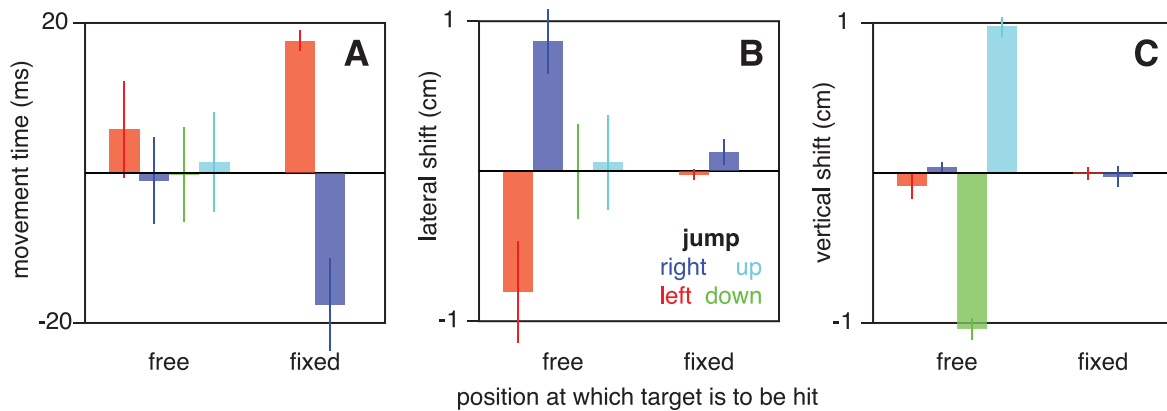 A
movement time (ms)
20
-20
free
fixed
B
lateral shift (cm)
1
-1
jump
right up
left down
free
fixed
C
vertical shift (cm)
1
-1
free
fixed
position at which target is to be hit